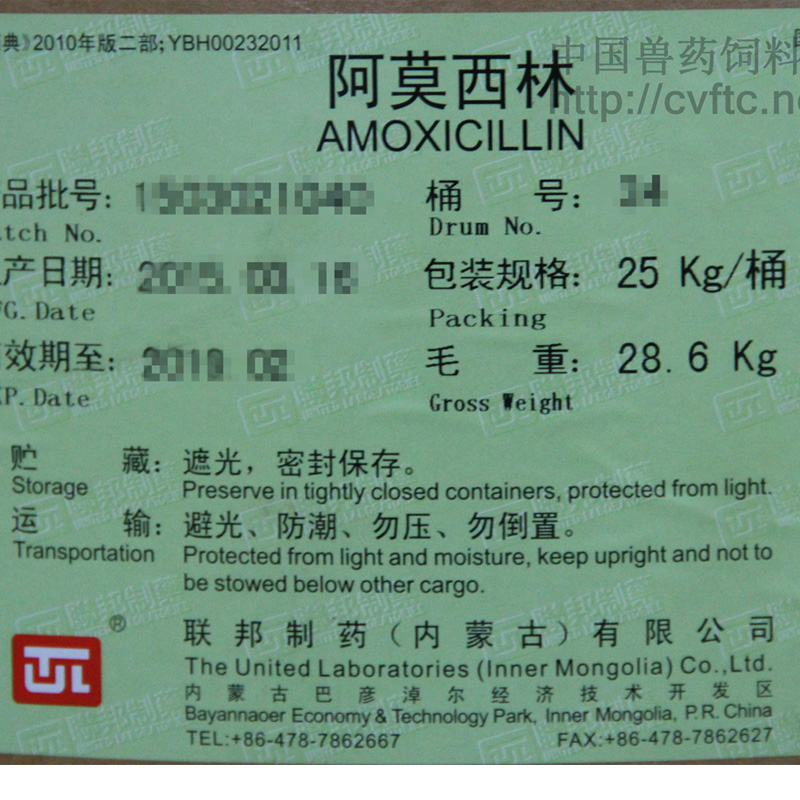 典》2010年版二部;YBH00232011
中国兽药饲料
http://cvftc.ne
阿莫西林
AMOXICILLIN
品批号:
桶 号:
tch No.
Drum No.
产日期:
包装规格: 25 Kg/桶
G. Date
Packing
效期至:
毛 重: 28.6 Kg
P. Date
Gross Weight
贮 藏: 遮光，密封保存。
Storage Preserve in tightly closed containers, protected from light.
运 输: 避光、防潮、勿压、勿倒置。
Transportation Protected from light and moisture, keep upright and not to
be stowed below other cargo.
®
联邦制药（内蒙古）有限公司
The United Laboratories (Inner Mongolia) Co., Ltd.
内蒙古巴彦淖尔经济技术开发区
Bayannaoer Economy & Technology Park, Inner Mongolia, P.R. China
TEL:+86-478-7862667 FAX:+86-478-7862627